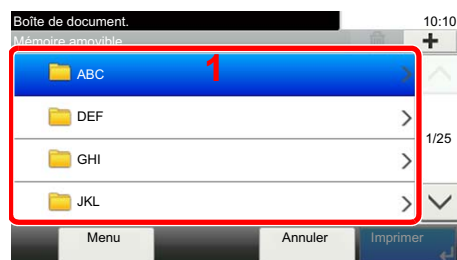 Boîte de document. 10:10
Mémoire amovible
1
ABC
DEF
1/25
GHI
JKL
Menu Annuler Imprimer